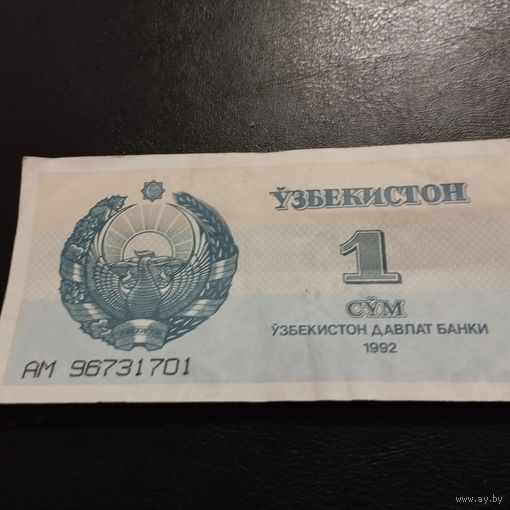 ЎЗБЕКИСТОН
1
СЎМ
ЎЗБЕКИСТОН ДАВЛАТ БАНКИ
1992
АМ 96731701
www.ay.by